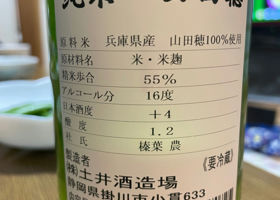 原料米 兵庫県産 山田穂100%使用
原材料名 米・米麹
精米歩合 55%
アルコール分 16度
日本酒度 +4
酸度 1.2
杜氏 榛葉 農
《要冷蔵》
製造者
(株)土井酒造場
静岡県掛川市小貫633